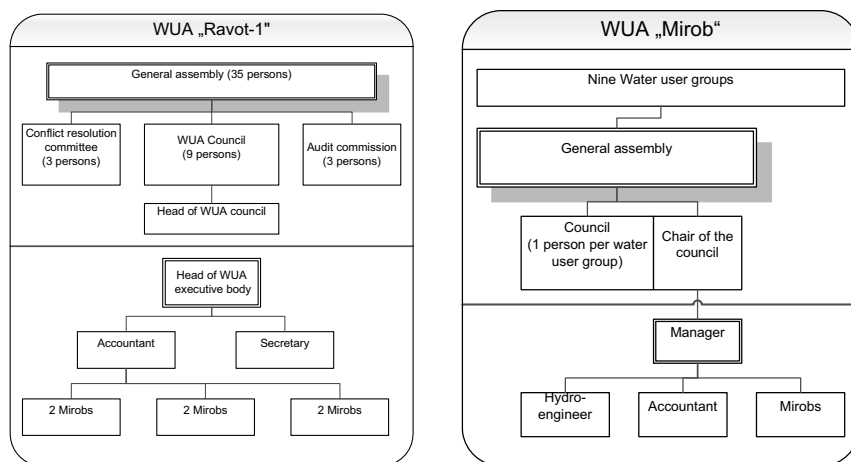 WUA „Ravot-1"
General assembly (35 persons)
Conflict resolution
committee
(3 persons)
WUA Council
(9 persons)
Audit commission
(3 persons)
Head of WUA council
Head of WUA
executive body
Accountant
Secretary
2 Mirobs
2 Mirobs
2 Mirobs
WUA „Mirob“
Nine Water user groups
General assembly
Council
(1 person per water
user group)
Chair of the
council
Manager
Hydro-
engineer
Accountant
Mirobs